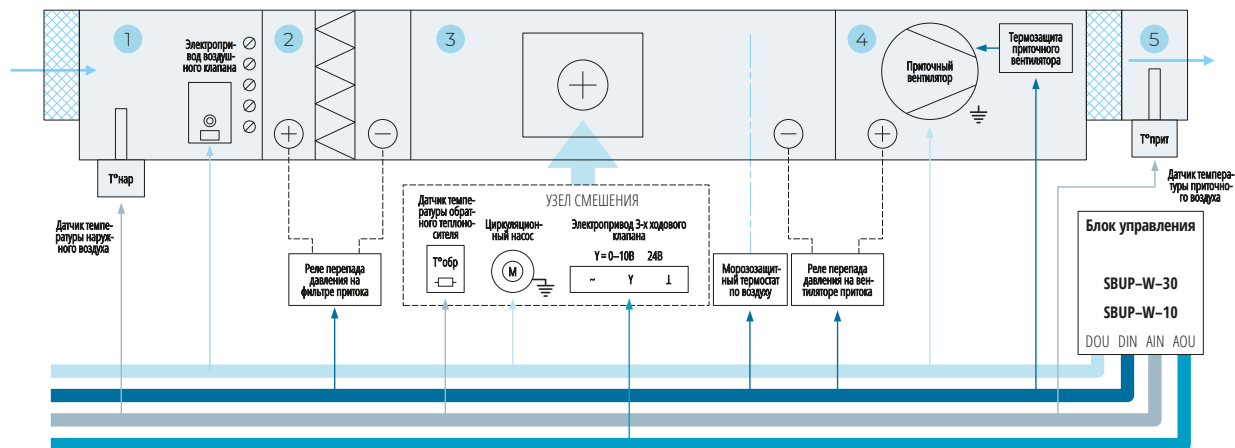 1
Электропри-
вод воздуш-
ного клапана
2
3
4
Приточный
вентилятор
Термозащита
приточного
вентилятора
5
T°нар
Датчик темпе-
ратуры наруж-
ного воздуха
T°прит
Датчик темпера-
туры приточно-
го воздуха
Реле перепада
давления на
фильтре притока
УЗЕЛ СМЕШЕНИЯ
Датчик темпе-
ратуры обрат-
ного теплоно-
сителя
T°обр
Циркуляцион-
ный насос
M
Электропривод 3-х ходового
клапана
Y = 0–10В 24В
~ Y ⊥
Морозозащит-
ный термостат
по воздуху
Реле перепада
давления на вен-
тиляторе притока
Блок управления
SBUP–W–30
SBUP–W–10
DOU DIN AIN AOU